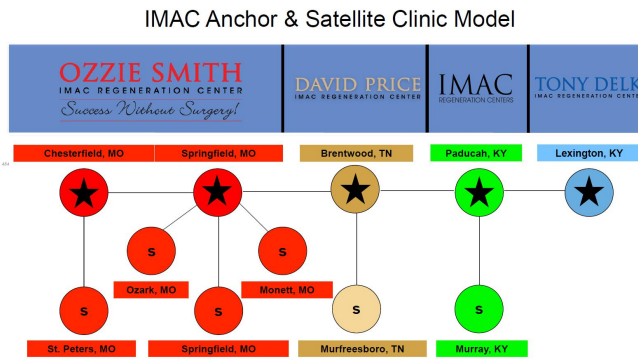 IMAC Anchor & Satellite Clinic Model
OZZIE SMITH
IMAC REGENERATION CENTER
Success Without Surgery!
DAVID PRICE
IMAC REGENERATION CENTER
IMAC
REGENERATION CENTERS
TONY DELK
IMAC REGENERATION CENTER
Chesterfield, MO
Springfield, MO
Brentwood, TN
Paducah, KY
Lexington, KY
s
Ozark, MO
s
Monett, MO
s
St. Peters, MO
s
Springfield, MO
s
Murfreesboro, TN
s
Murray, KY